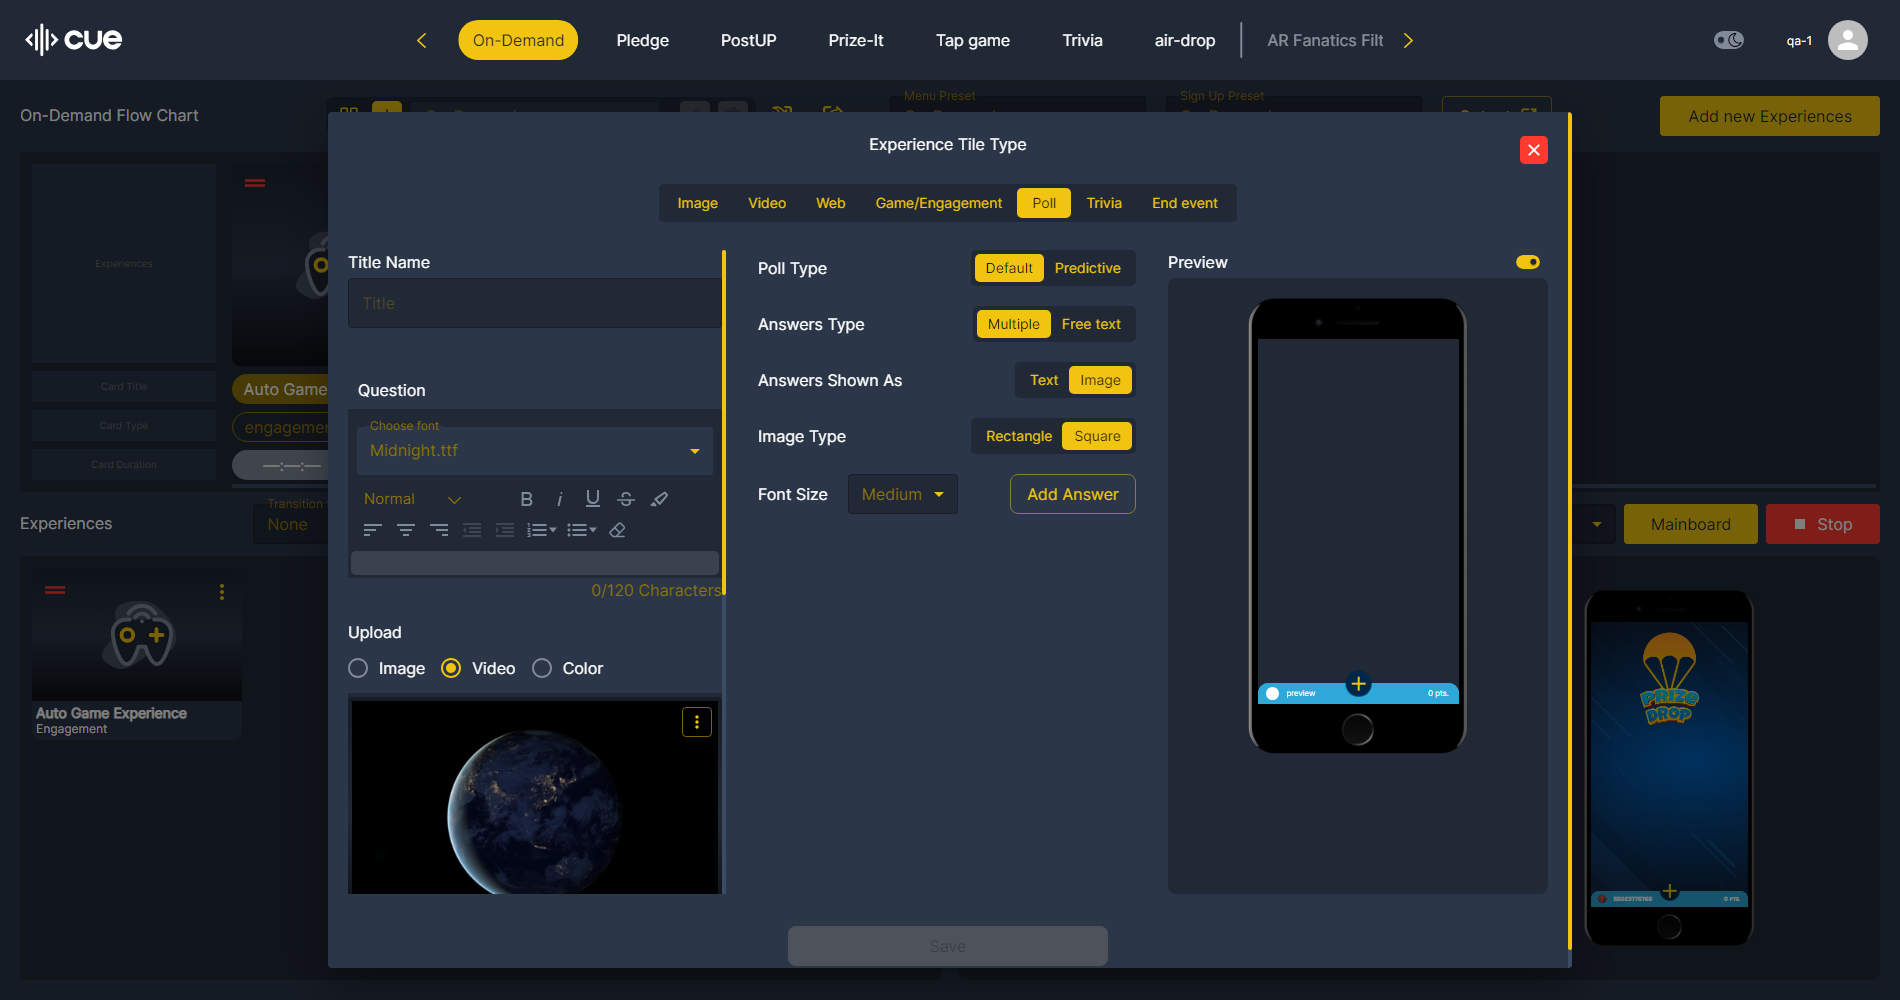 cue
On-Demand
Pledge
PostUP
Prize-It
Tap game
Trivia
air-drop
AR Fanatics Filt
qa-1
On-Demand Flow Chart
Menu Preset
Sign Up Preset
Add new Experiences
Experience Tile Type
Image
Video
Web
Game/Engagement
Poll
Trivia
End event
Experiences
Card Title
Card Type
Card Duration
Auto Game
engagemen
Title Name
Title
Question
Choose font
Midnight.ttf
Normal
0/120 Characters
Upload
Image
Video
Color
Poll Type
Default
Predictive
Answers Type
Multiple
Free text
Answers Shown As
Text
Image
Image Type
Rectangle
Square
Font Size
Medium
Add Answer
Preview
preview
0 pts.
Save
Experiences
Transition
None
Mainboard
Stop
Auto Game Experience
Engagement
PRIZE
DROP
0 PTS.